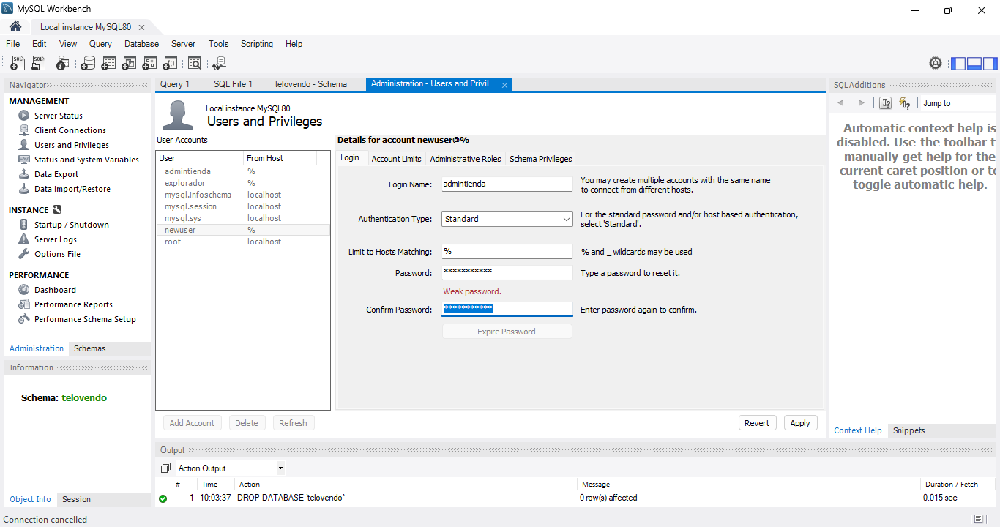 MySQL Workbench
Local instance MySQL80
File Edit View Query Database Server Tools Scripting Help
Navigator
MANAGEMENT
Server Status
Client Connections
Users and Privileges
Status and System Variables
Data Export
Data Import/Restore
INSTANCE
Startup / Shutdown
Server Logs
Options File
PERFORMANCE
Dashboard
Performance Reports
Performance Schema Setup
Administration Schemas
Information
Schema: telovendo
Object Info Session
Query 1 SQL File 1 telovendo - Schema Administration - Users and Privil...
Local instance MySQL80
Users and Privileges
User Accounts
User From Host
admintienda %
explorador %
mysql.infoschema localhost
mysql.session localhost
mysql.sys localhost
newuser %
root localhost
Add Account Delete Refresh
Details for account newuser@%
Login Account Limits Administrative Roles Schema Privileges
Login Name: admintienda You may create multiple accounts with the same name
to connect from different hosts.
Authentication Type: Standard For the standard password and/or host based authentication,
select 'Standard'.
Limit to Hosts Matching: % % and _ wildcards may be used
Password: *********** Type a password to reset it.
Weak password.
Confirm Password: *********** Enter password again to confirm.
Expire Password
Revert Apply
SQLAdditions
Jump to
Automatic context help is
disabled. Use the toolbar t
manually get help for the
current caret position or to
toggle automatic help.
Context Help Snippets
Output
Action Output
# Time Action Message Duration / Fetch
1 10:03:37 DROP DATABASE `telovendo` 0 row(s) affected 0.015 sec
Connection cancelled